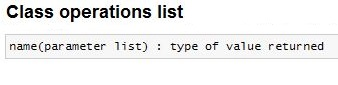 Class operations list
name(parameter list) : type of value returned